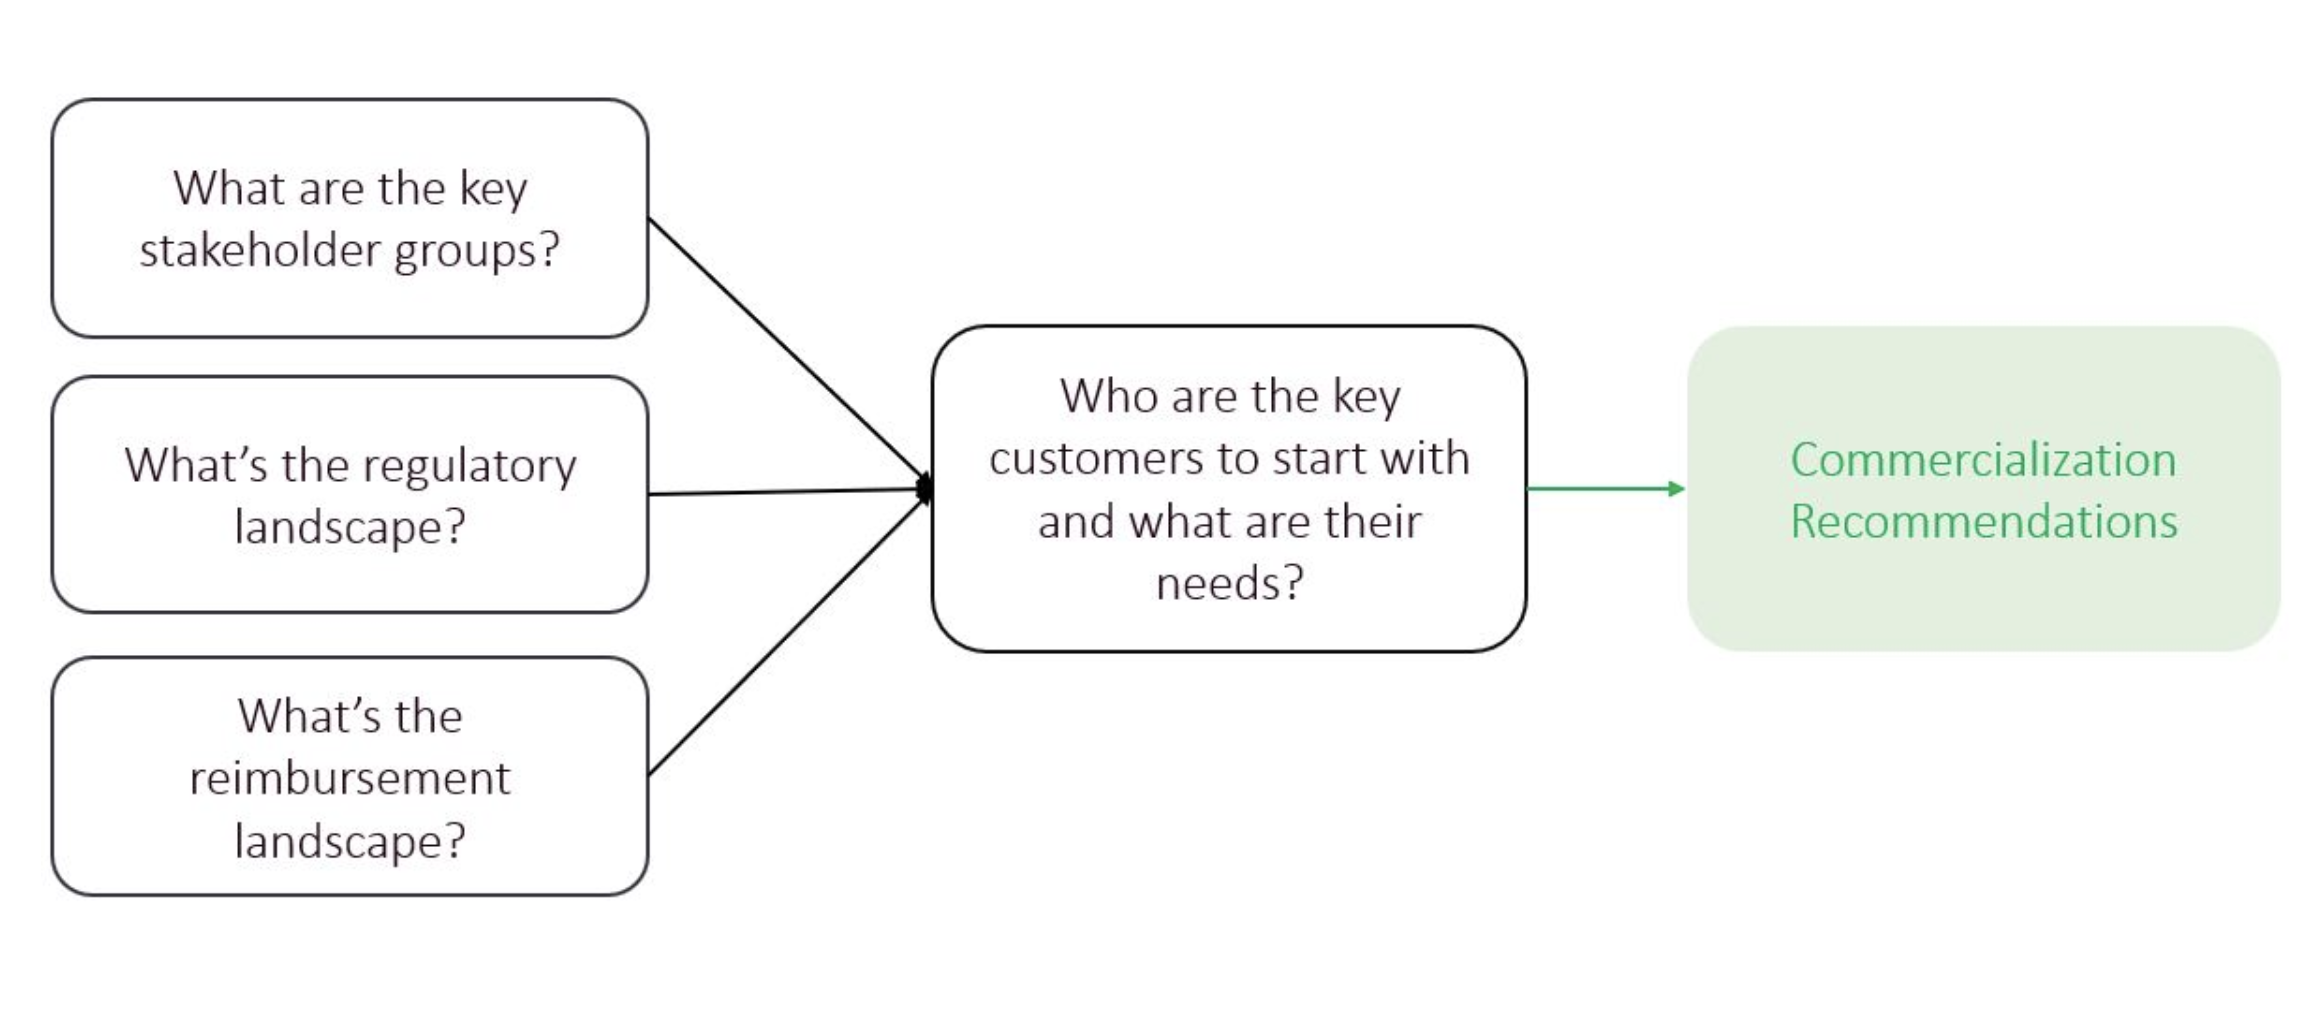 What are the key
stakeholder groups?
What’s the regulatory
landscape?
What’s the
reimbursement
landscape?
Who are the key
customers to start with
and what are their
needs?
Commercialization
Recommendations